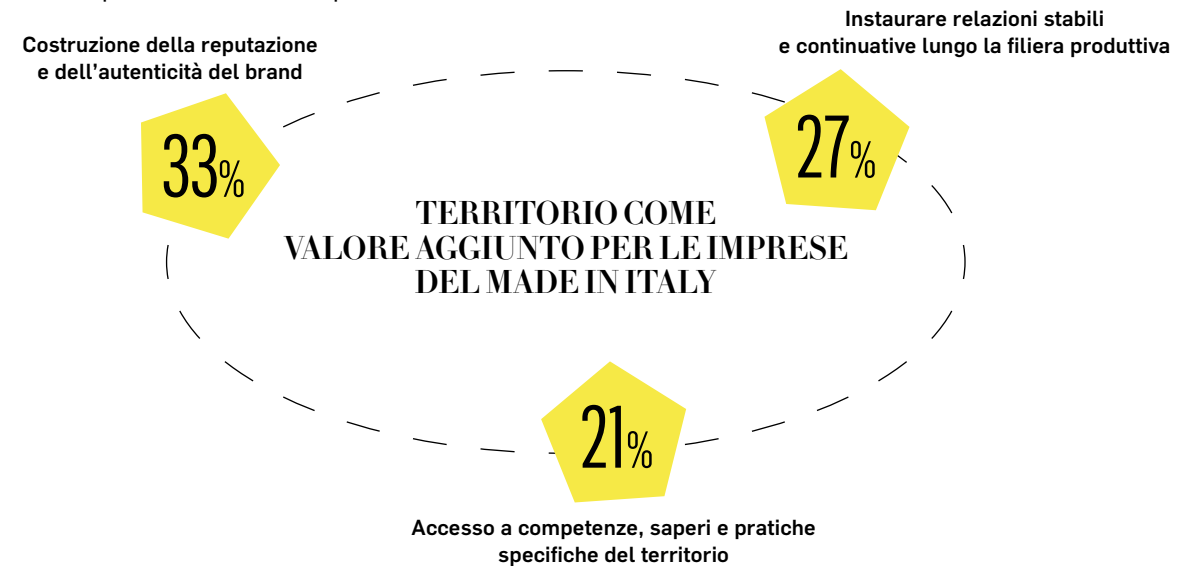 Instaurare relazioni stabili
e continuative lungo la filiera produttiva
Costruzione della reputazione
e dell'autenticità del brand
33%
27%
TERRITORIO COME
VALORE AGGIUNTO PER LE IMPRESE
DEL MADE IN ITALY
21%
Accesso a competenze, saperi e pratiche
specifiche del territorio